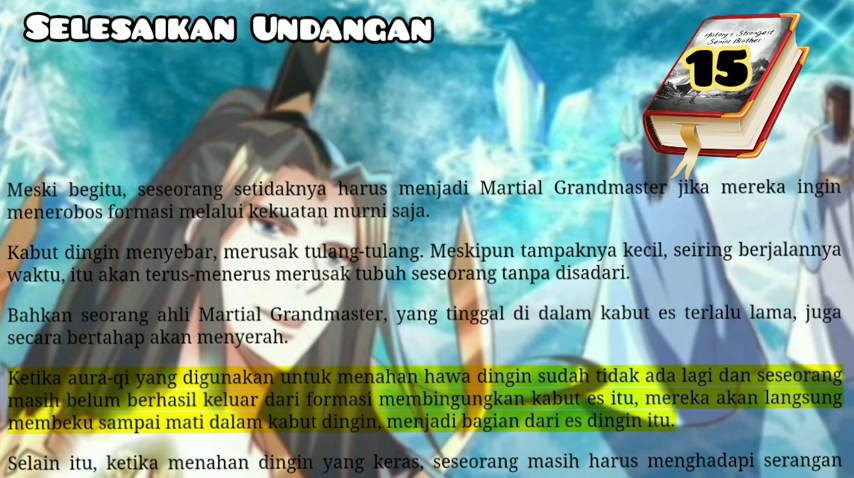 Selesaikan Undangan
History's Strongest
Senior Brother
15
Meski begitu, seseorang setidaknya harus menjadi Martial Grandmaster jika mereka ingin
menerobos formasi melalui kekuatan murni saja.
Kabut dingin menyebar, merusak tulang-tulang. Meskipun tampaknya kecil, seiring berjalannya
waktu, itu akan terus-menerus merusak tubuh seseorang tanpa disadari.
Bahkan seorang ahli Martial Grandmaster, yang tinggal di dalam kabut es terlalu lama, juga
secara bertahap akan menyerah.
Ketika aura-qi yang digunakan untuk menahan hawa dingin sudah tidak ada lagi dan seseorang
masih belum berhasil keluar dari formasi membingungkan kabut es itu, mereka akan langsung
membeku sampai mati dalam kabut dingin, menjadi bagian dari es dingin itu.
Selain itu, ketika menahan dingin yang keras, seseorang masih harus menghadapi serangan